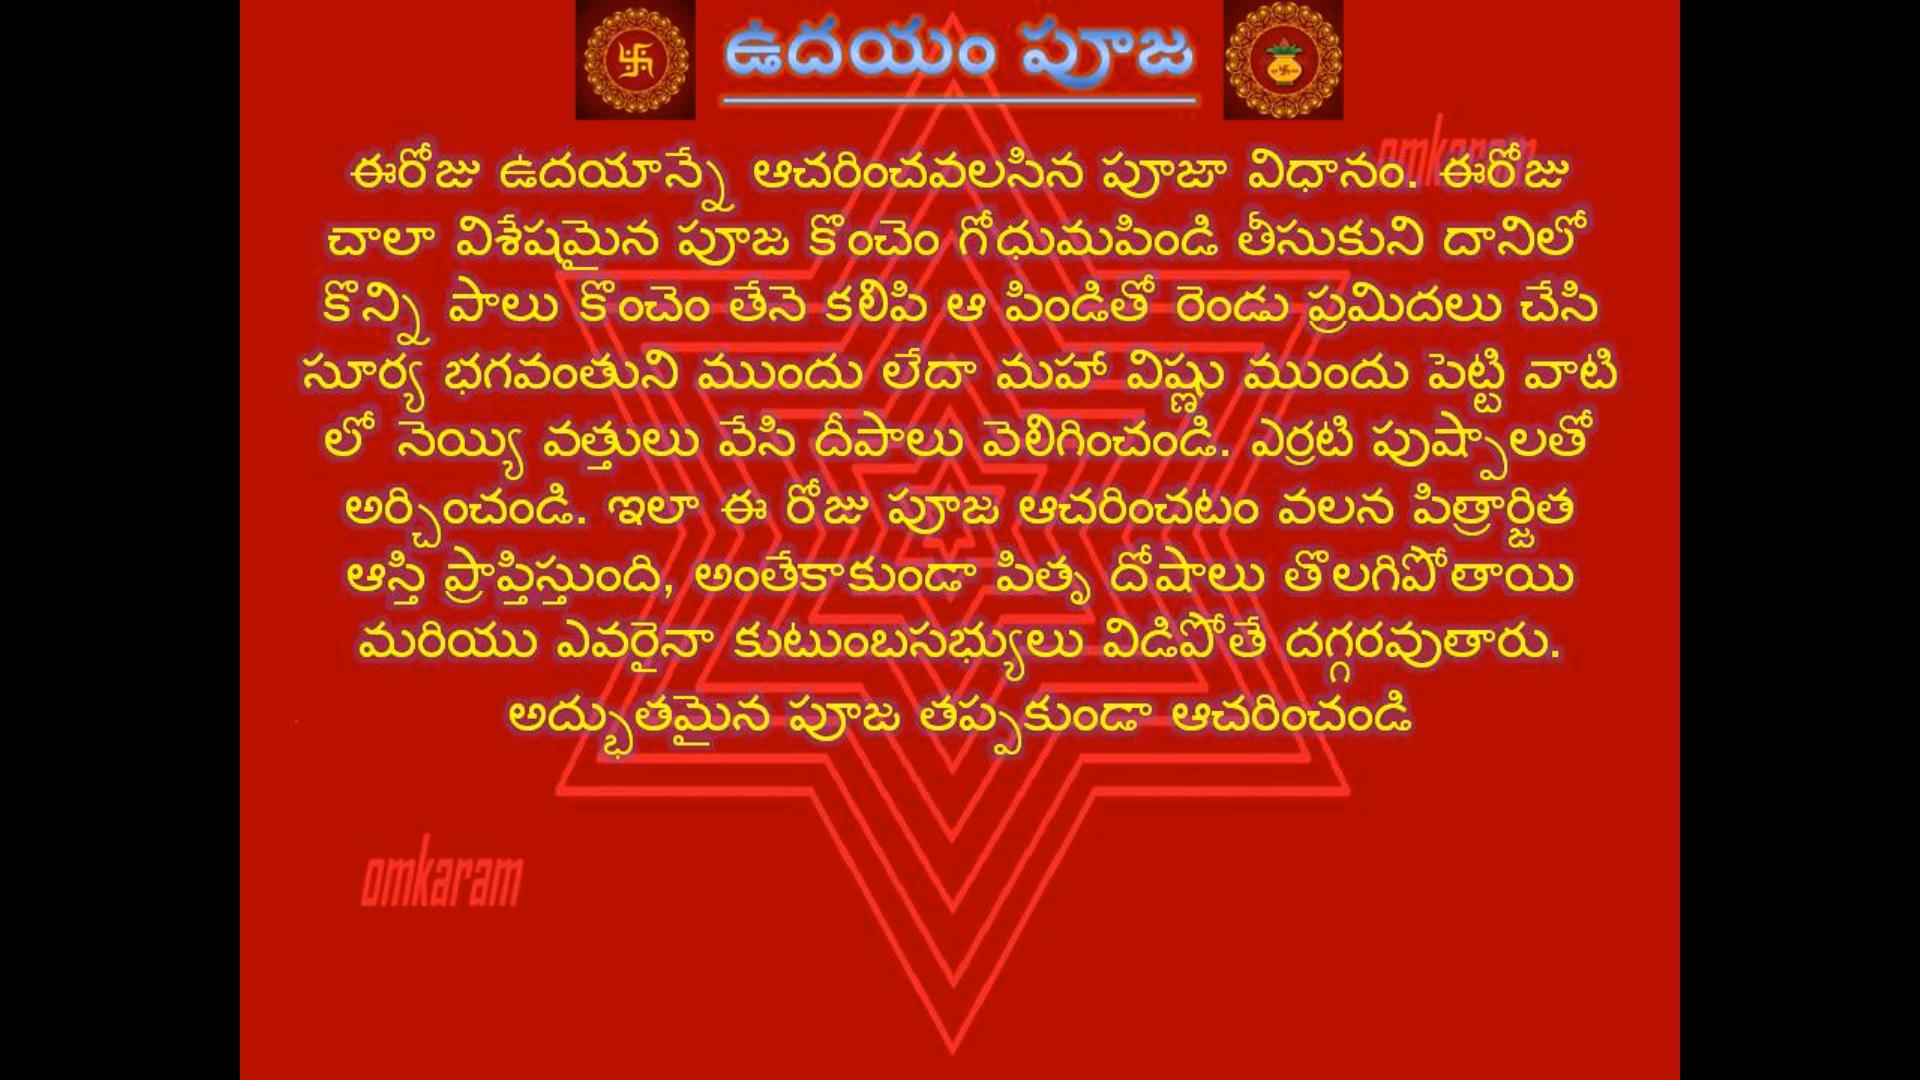 ఉదయం పూజ
omkaram
ఈరోజు ఉదయాన్నే ఆచరించవలసిన పూజా విధానం. ఈరోజు
చాలా విశేషమైన పూజ కొంచెం గోధుమపిండి తీసుకుని దానిలో
కొన్ని పాలు కొంచెం తేనె కలిపి ఆ పిండితో రెండు ప్రమిదలు చేసి
సూర్య భగవంతుని ముందు లేదా మహా విష్ణు ముందు పెట్టి వాటి
లో నెయ్యి వత్తులు వేసి దీపాలు వెలిగించండి. ఎర్రటి పుష్పాలతో
అర్చించండి. ఇలా ఈ రోజు పూజ ఆచరించటం వలన పిత్రార్జిత
ఆస్తి ప్రాప్తిస్తుంది, అంతేకాకుండా పితృ దోషాలు తొలగిపోతాయి
మరియు ఎవరైనా కుటుంబసభ్యులు విడిపోతే దగ్గరవుతారు.
అద్భుతమైన పూజ తప్పకుండా ఆచరించండి
omkaram